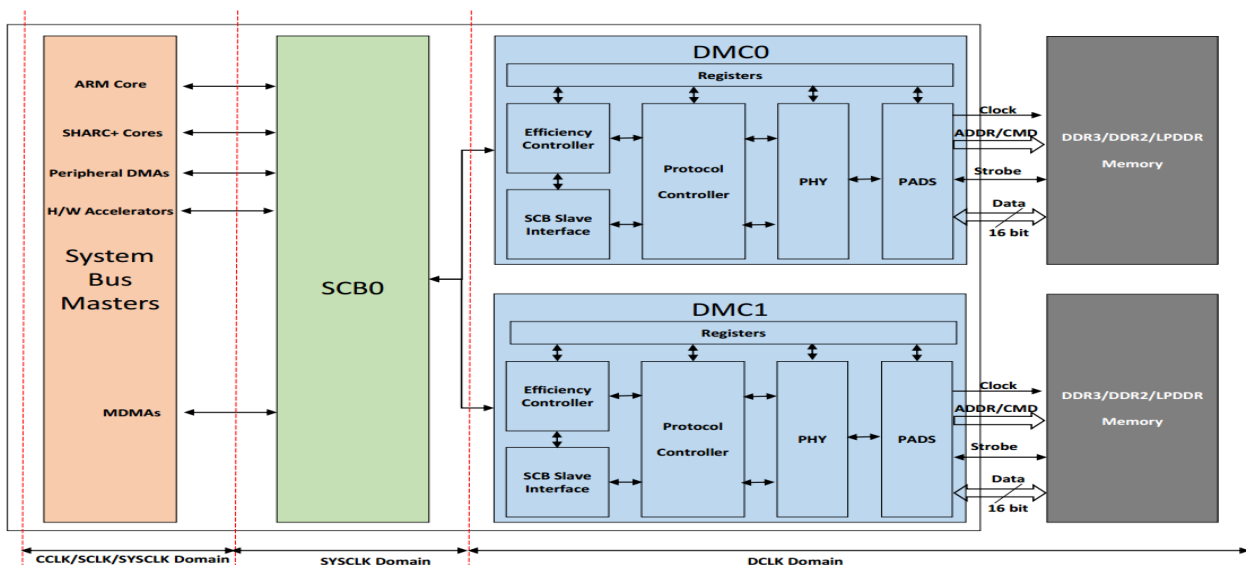 ARM Core
SHARC+ Cores
Peripheral DMAs
H/W Accelerators
System
Bus
Masters
MDMAs
SCB0
DMC0
Registers
Efficiency
Controller
SCB Slave
Interface
Protocol
Controller
PHY
PADS
Clock
ADDR/CMD
Strobe
Data
16 bit
DDR3/DDR2/LPDDR
Memory
DMC1
Registers
Efficiency
Controller
SCB Slave
Interface
Protocol
Controller
PHY
PADS
Clock
ADDR/CMD
Strobe
Data
16 bit
DDR3/DDR2/LPDDR
Memory
CCLK/SCLK/SYSCLK Domain
SYSCLK Domain
DCLK Domain